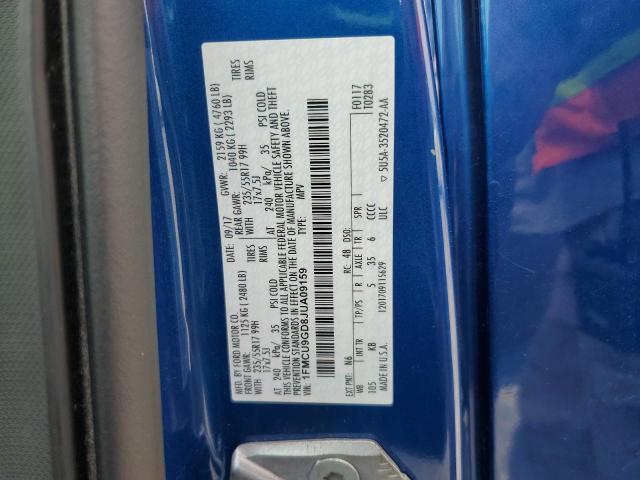 MFD. BY FORD MOTOR CO. DATE: 09/17 GVWR: 2159 KG ( 4760 LB)
FRONT GAWR: 1125 KG ( 2480 LB) REAR GAWR: 1040 KG ( 2293 LB)
WITH 235/55R17 99H TIRES WITH 235/55R17 99H TIRES
17x7.5J RIMS 17x7.5J RIMS
AT 240 kPa/ 35 PSI COLD AT 240 kPa/ 35 PSI COLD
THIS VEHICLE CONFORMS TO ALL APPLICABLE FEDERAL MOTOR VEHICLE SAFETY AND THEFT
PREVENTION STANDARDS IN EFFECT ON THE DATE OF MANUFACTURE SHOWN ABOVE.
VIN: 1FMCU9GD8JUA09159 TYPE: MPV
F0117
T0283
EXT PNT: N6 RC: 48 DSO:
WB INT TR TP/PS R AXLE TR SPR
105 KB 5 35 6 CCCC
MADE IN U.S.A. 1201709115629 ULC
5U5A-3520472-AA